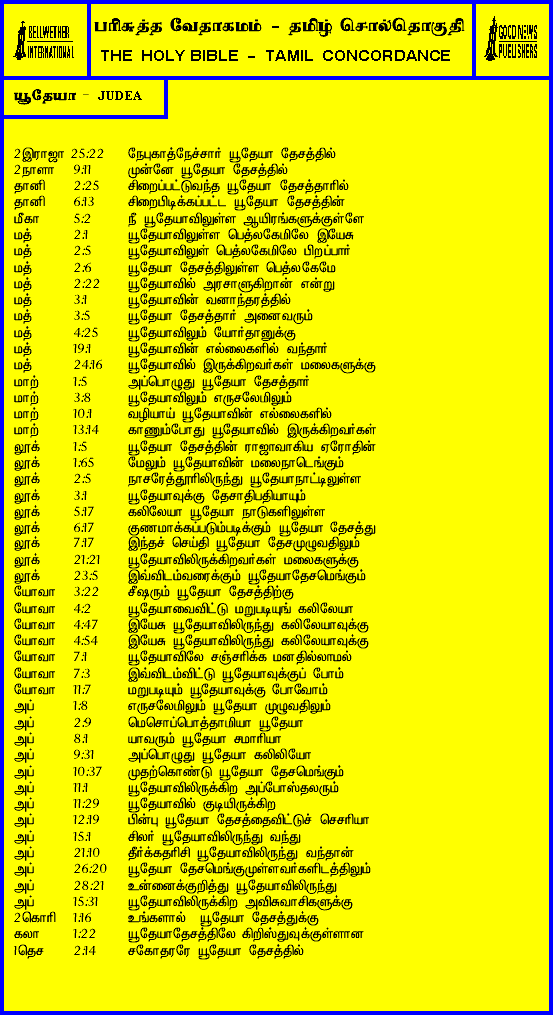 BELLWETHER
INTERNATIONAL
பரிசுத்த வேதாகமம் - தமிழ் சொல்தொகுதி
THE HOLY BIBLE - TAMIL CONCORDANCE
GOOD NEWS
PUBLISHERS
யூதேயா - JUDEA
2இராஜா 25:22 நேபுகாத்நேச்சார் யூதேயா தேசத்தில்
2நாளா 9:11 முன்னே யூதேயா தேசத்தில்
தானி 2:25 சிறைப்பட்டுவந்த யூதேயா தேசத்தாரில்
தானி 6:13 சிறைபிடிக்கப்பட்ட யூதேயா தேசத்தின்
மீகா 5:2 நீ யூதேயாவிலுள்ள ஆயிரங்களுக்குள்ளே
மத் 2:1 யூதேயாவிலுள்ள பெத்லகேமிலே இயேசு
மத் 2:5 யூதேயாவிலுள் பெத்லகேமிலே பிறப்பார்
மத் 2:6 யூதேயா தேசத்திலுள்ள பெத்லகேமே
மத் 2:22 யூதேயாவில் அரசாளுகிறான் என்று
மத் 3:1 யூதேயாவின் வனாந்தரத்தில்
மத் 3:5 யூதேயா தேசத்தார் அனைவரும்
மத் 4:25 யூதேயாவிலும் யோர்தானுக்கு
மத் 19:1 யூதேயாவின் எல்லைகளில் வந்தார்
மத் 24:16 யூதேயாவில் இருக்கிறவர்கள் மலைகளுக்கு
மாற் 1:5 அப்பொழுது யூதேயா தேசத்தார்
மாற் 3:8 யூதேயாவிலும் எருசலேமிலும்
மாற் 10:1 வழியாய் யூதேயாவின் எல்லைகளில்
மாற் 13:14 காணும்போது யூதேயாவில் இருக்கிறவர்கள்
லூக் 1:5 யூதேயா தேசத்தின் ராஜாவாகிய ஏரோதின்
லூக் 1:65 மேலும் யூதேயாவின் மலைநாடெங்கும்
லூக் 2:5 நாசரேத்தூரிலிருந்து யூதேயாநாட்டிலுள்ள
லூக் 3:1 யூதேயாவுக்கு தேசாதிபதியாயும்
லூக் 5:17 கலிலேயா யூதேயா நாடுகளிலுள்ள
லூக் 6:17 குணமாக்கப்படும்படிக்கும் யூதேயா தேசத்து
லூக் 7:17 இந்தச் செய்தி யூதேயா தேசமுழுவதிலும்
லூக் 21:21 யூதேயாவிலிருக்கிறவர்கள் மலைகளுக்கு
லூக் 23:5 இவ்விடம்வரைக்கும் யூதேயாதேசமெங்கும்
யோவா 3:22 சீஷரும் யூதேயா தேசத்திற்கு
யோவா 4:2 யூதேயாவைவிட்டு மறுபடியுங் கலிலேயா
யோவா 4:47 இயேசு யூதேயாவிலிருந்து கலிலேயாவுக்கு
யோவா 4:54 இயேசு யூதேயாவிலிருந்து கலிலேயாவுக்கு
யோவா 7:1 யூதேயாவிலே சஞ்சரிக்க மனதில்லாமல்
யோவா 7:3 இவ்விடம்விட்டு யூதேயாவுக்குப் போம்
யோவா 11:7 மறுபடியும் யூதேயாவுக்கு போவோம்
அப் 1:8 எருசலேமிலும் யூதேயா முழுவதிலும்
அப் 2:9 மெசொப்பொத்தாமியா யூதேயா
அப் 8:1 யாவரும் யூதேயா சமாரியா
அப் 9:31 அப்பொழுது யூதேயா கலிலியோ
அப் 10:37 முதற்கொண்டு யூதேயா தேசமெங்கும்
அப் 11:1 யூதேயாவிலிருக்கிற அப்போஸ்தலரும்
அப் 11:29 யூதேயாவில் குடியிருக்கிற
அப் 12:19 பின்பு யூதேயா தேசத்தைவிட்டுச் செசரியா
அப் 15:1 சிலர் யூதேயாவிலிருந்து வந்து
அப் 21:10 தீர்க்கதரிசி யூதேயாவிலிருந்து வந்தான்
அப் 26:20 யூதேயா தேசமெங்குமுள்ளவர்களிடத்திலும்
அப் 28:21 உன்னைக்குறித்து யூதேயாவிலிருந்து
அப் 15:31 யூதேயாவிலிருக்கிற அவிசுவாசிகளுக்கு
2கொரி 1:16 உங்களால் யூதேயா தேசத்துக்கு
கலா 1:22 யூதேயாதேசத்திலே கிறிஸ்துவுக்குள்ளான
1தெச 2:14 சகோதரரே யூதேயா தேசத்தில்